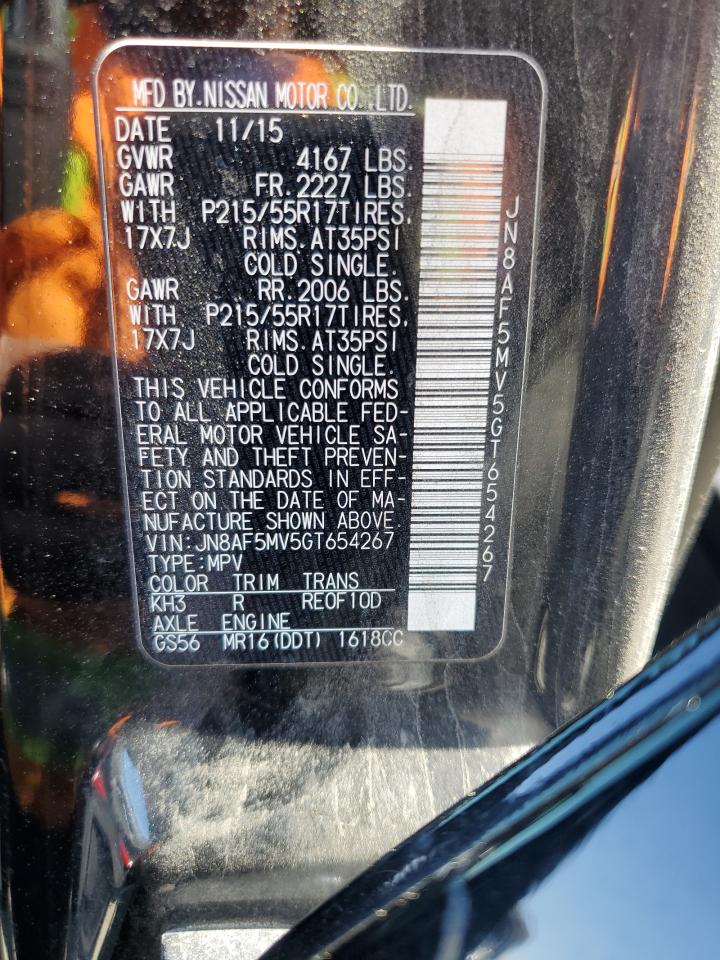 MFD BY.NISSAN MOTOR CO.,LTD.
DATE 11/15
GVWR 4167 LBS.
GAWR FR.2227 LBS.
WITH P215/55R17TIRES,
17X7J RIMS.AT35PSI
COLD SINGLE.
GAWR RR.2006 LBS.
WITH P215/55R17TIRES,
17X7J RIMS.AT35PSI
COLD SINGLE.
THIS VEHICLE CONFORMS
TO ALL APPLICABLE FED-
ERAL MOTOR VEHICLE SA-
FETY AND THEFT PREVEN-
TION STANDARDS IN EFF-
ECT ON THE DATE OF MA-
NUFACTURE SHOWN ABOVE.
VIN:JN8AF5MV5GT654267
TYPE:MPV
COLOR TRIM TRANS
KH3 R RE0F10D
AXLE ENGINE
GS56 MR16(DDT) 1618CC
JN8AF5MV5GT654267